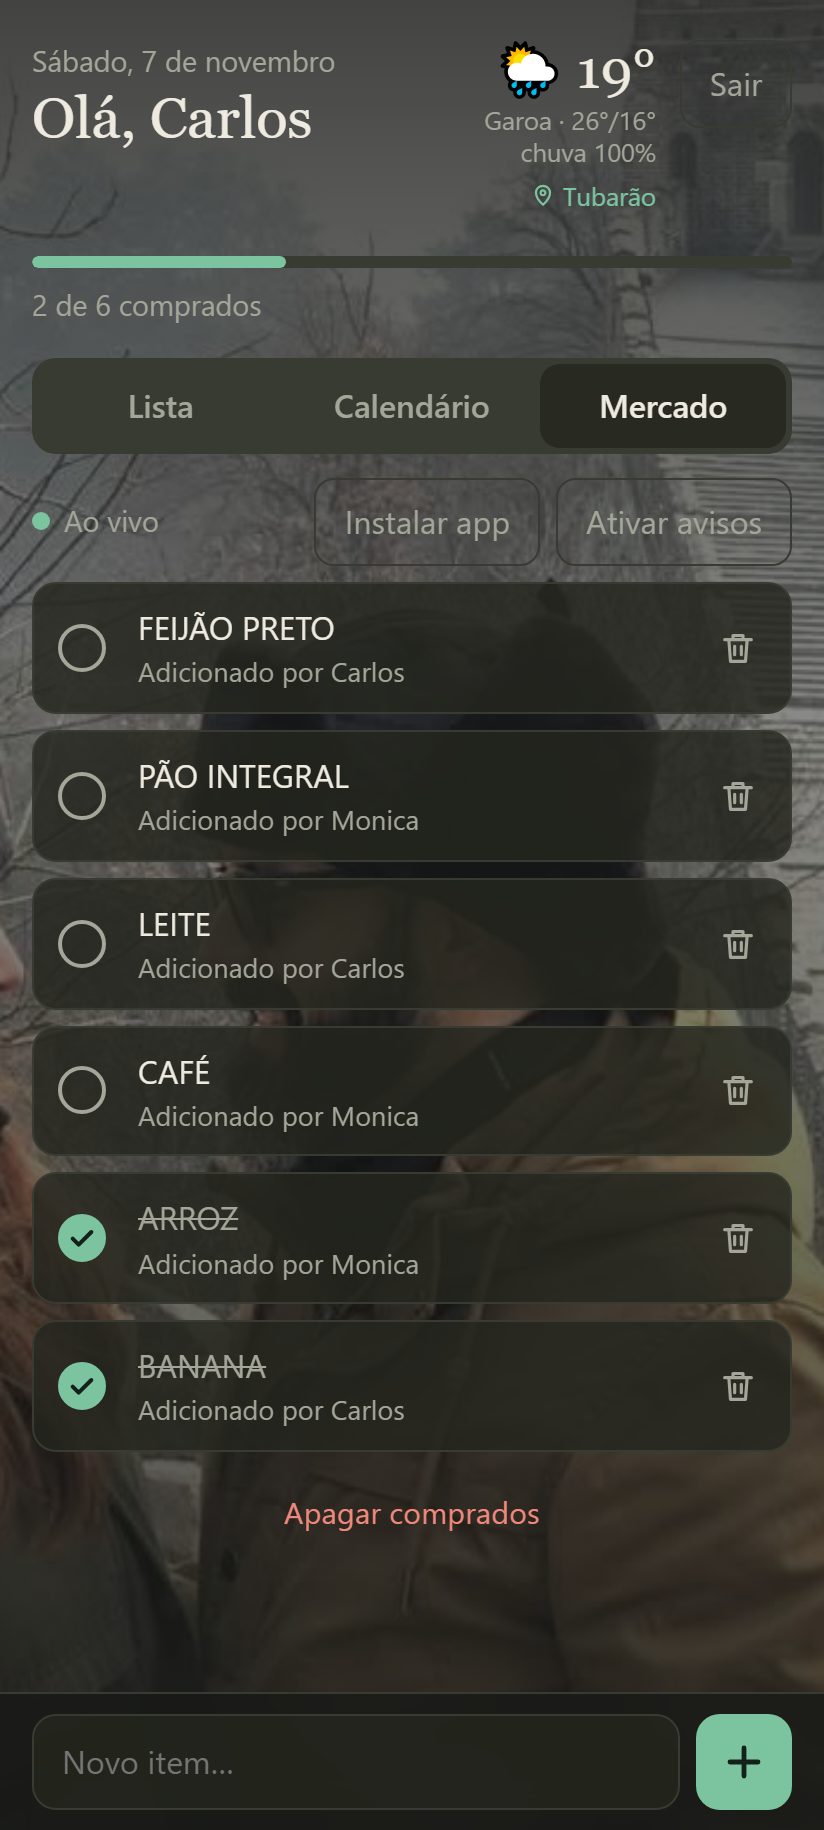 Sábado, 7 de novembro
Olá, Carlos
19°
Garoa · 26°/16°
chuva 100%
Tubarão
Sair
2 de 6 comprados
Lista
Calendário
Mercado
Ao vivo
Instalar app
Ativar avisos
FEIJÃO PRETO
Adicionado por Carlos
PÃO INTEGRAL
Adicionado por Monica
LEITE
Adicionado por Carlos
CAFÉ
Adicionado por Monica
ARROZ
Adicionado por Monica
BANANA
Adicionado por Carlos
Apagar comprados
Novo item...